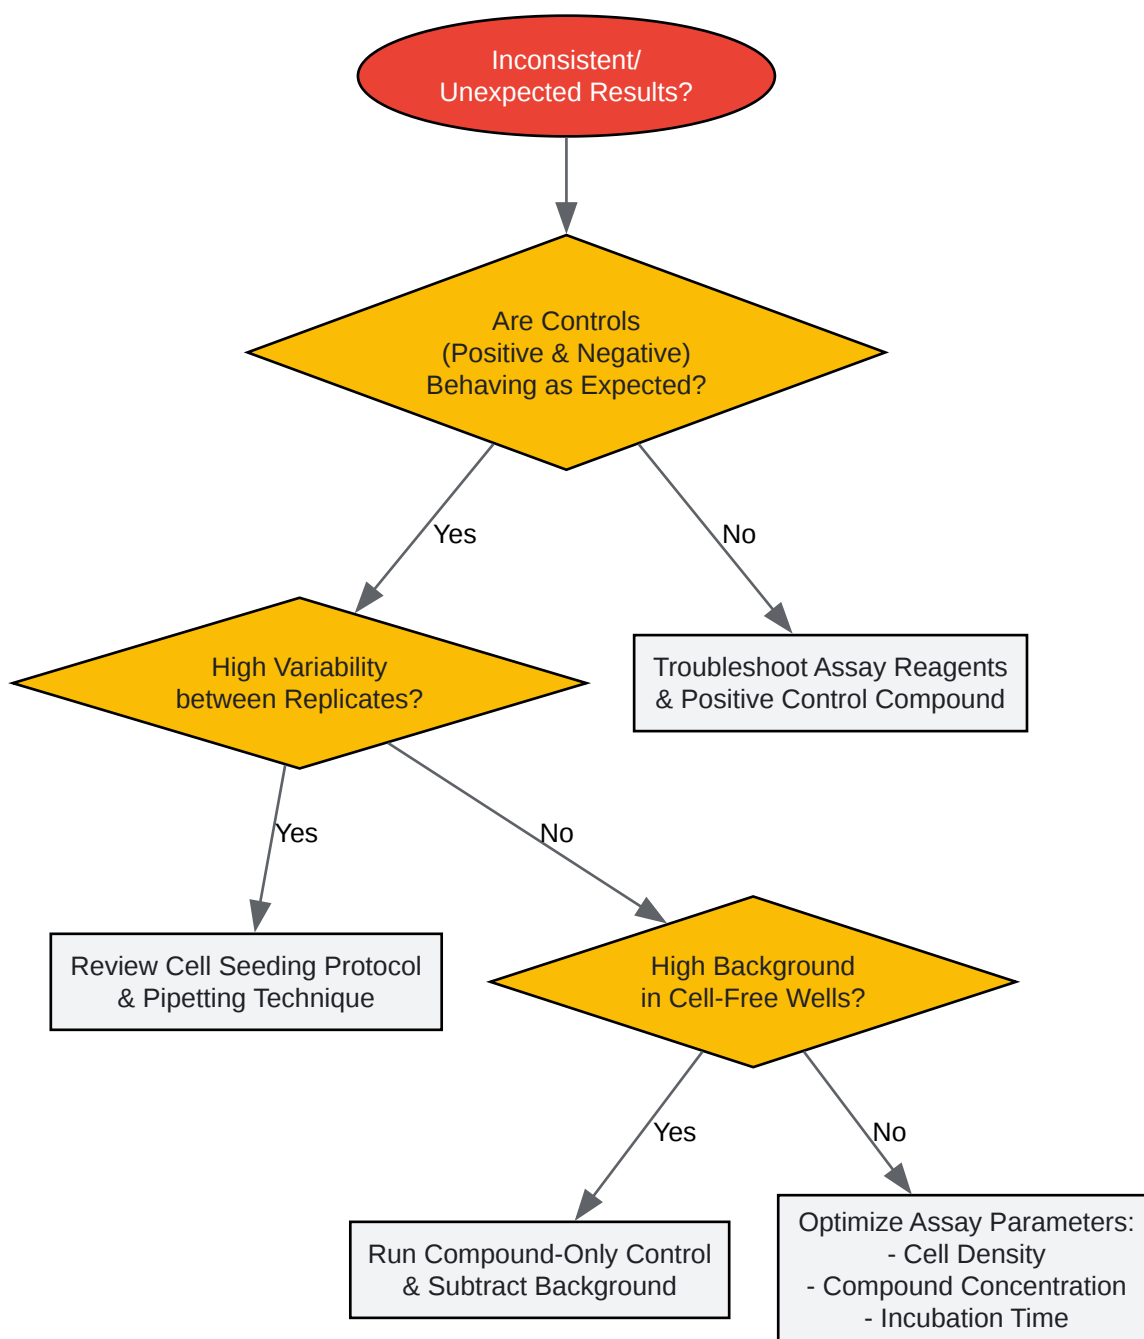 Inconsistent/
Unexpected Results?
Are Controls
(Positive & Negative)
Behaving as Expected?
Yes
No
High Variability
between Replicates?
Troubleshoot Assay Reagents
& Positive Control Compound
Yes
No
Review Cell Seeding Protocol
& Pipetting Technique
High Background
in Cell-Free Wells?
Yes
No
Run Compound-Only Control
& Subtract Background
Optimize Assay Parameters:
- Cell Density
- Compound Concentration
- Incubation Time